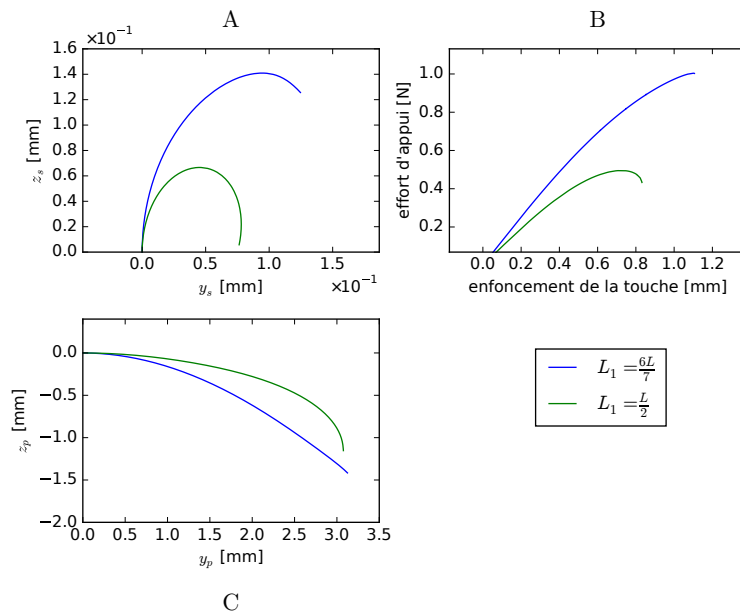 A
×10⁻¹
1.6
1.4
1.2
1.0
0.8
0.6
0.4
0.2
0.0
z_s [mm]
0.0 0.5 1.0 1.5
y_s [mm] ×10⁻¹
B
1.0
0.8
0.6
0.4
0.2
effort d'appui [N]
0.0 0.2 0.4 0.6 0.8 1.0 1.2
enfoncement de la touche [mm]
0.0
−0.5
−1.0
−1.5
−2.0
z_p [mm]
0.0 0.5 1.0 1.5 2.0 2.5 3.0 3.5
y_p [mm]
C
L₁ = 6L/7
L₁ = L/2